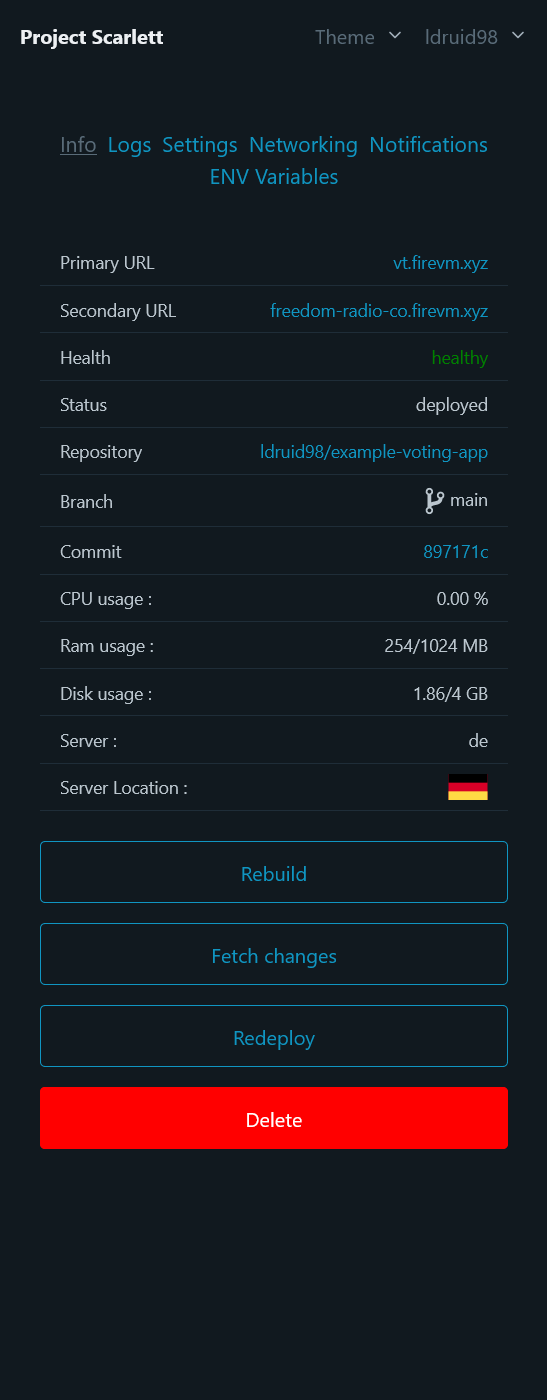 Project Scarlett Theme ldruid98
Info Logs Settings Networking Notifications
ENV Variables
Primary URL vt.firevm.xyz
Secondary URL freedom-radio-co.firevm.xyz
Health healthy
Status deployed
Repository ldruid98/example-voting-app
Branch main
Commit 897171c
CPU usage : 0.00 %
Ram usage : 254/1024 MB
Disk usage : 1.86/4 GB
Server : de
Server Location :
Rebuild
Fetch changes
Redeploy
Delete